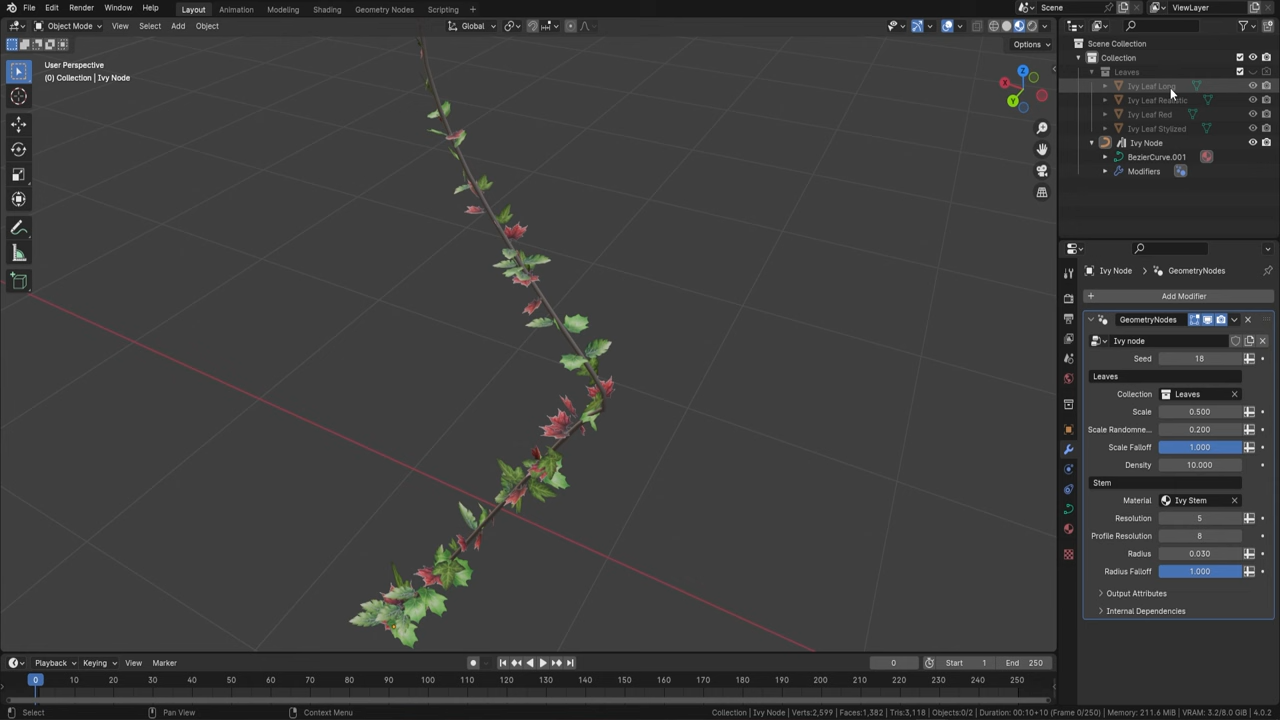 File Edit Render Window Help Layout Animation Modeling Shading Geometry Nodes Scripting + Scene ViewLayer
Object Mode View Select Add Object Global
Options
User Perspective
(0) Collection | Ivy Node
X
Y
Z
Scene Collection
Collection
Leaves
Ivy Leaf Long
Ivy Leaf Realistic
Ivy Leaf Red
Ivy Leaf Stylized
Ivy Node
BezierCurve.001
Modifiers
Ivy Node > GeometryNodes
+ Add Modifier
GeometryNodes
Ivy node
Seed 18
Leaves
Collection Leaves
Scale 0.500
Scale Randomne... 0.200
Scale Falloff 1.000
Density 10.000
Stem
Material Ivy Stem
Resolution 5
Profile Resolution 8
Radius 0.030
Radius Falloff 1.000
Output Attributes
Internal Dependencies
Playback Keying View Marker 0 Start 1 End 250
0 10 20 30 40 50 60 70 80 90 100 110 120 130 140 150 160 170 180 190 200 210 220 230 240 250
Select Pan View Context Menu Collection | Ivy Node | Verts:2,599 | Faces:1,382 | Tris:3,118 | Objects:0/2 | Duration: 00:10+10 (Frame 0/250) | Memory: 211.6 MiB | VRAM: 3.2/8.0 GiB | 4.0.2